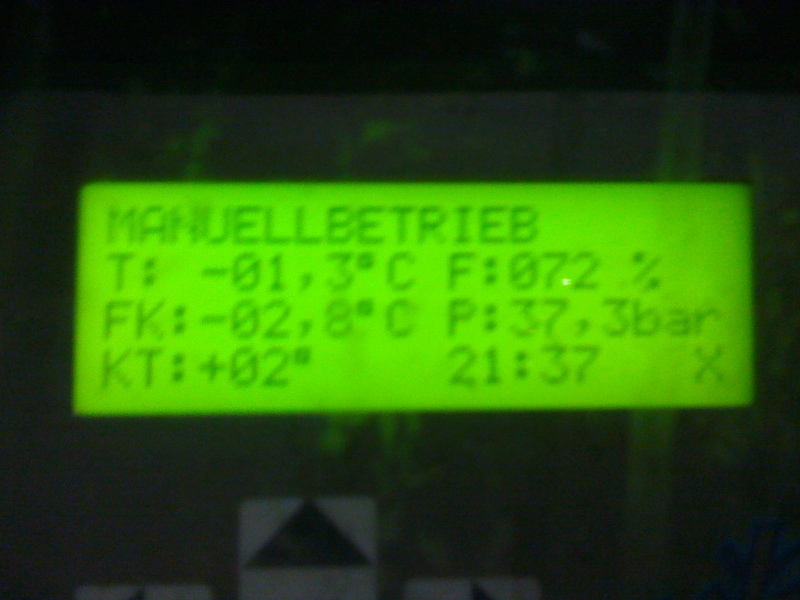 MANUELLBETRIEB
T: -01,3°C F:072 %
FK:-02,8°C P:37,3bar
KT:+02° 21:37 X